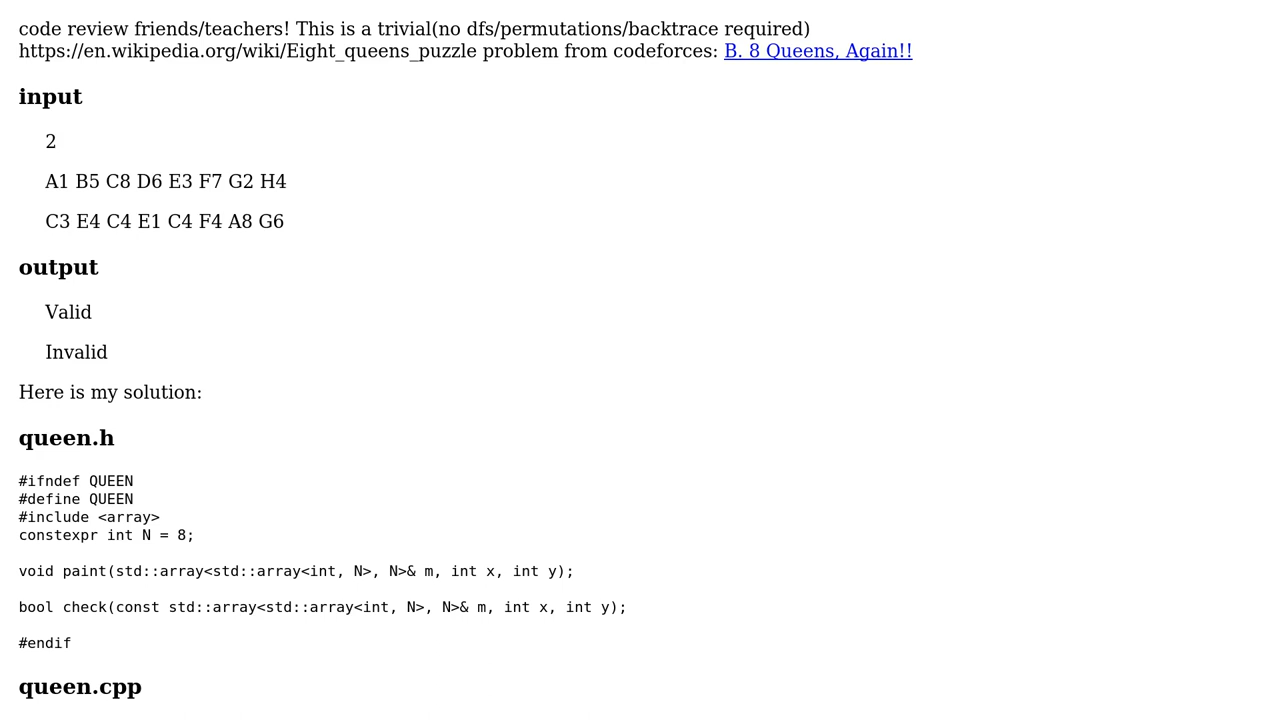 code review friends/teachers! This is a trivial(no dfs/permutations/backtrace required)
https://en.wikipedia.org/wiki/Eight_queens_puzzle problem from codeforces: B. 8 Queens, Again!!
input
2
A1 B5 C8 D6 E3 F7 G2 H4
C3 E4 C4 E1 C4 F4 A8 G6
output
Valid
Invalid
Here is my solution:
queen.h
#ifndef QUEEN
#define QUEEN
#include <array>
constexpr int N = 8;
void paint(std::array<std::array<int, N>, N>& m, int x, int y);
bool check(const std::array<std::array<int, N>, N>& m, int x, int y);
#endif
queen.cpp